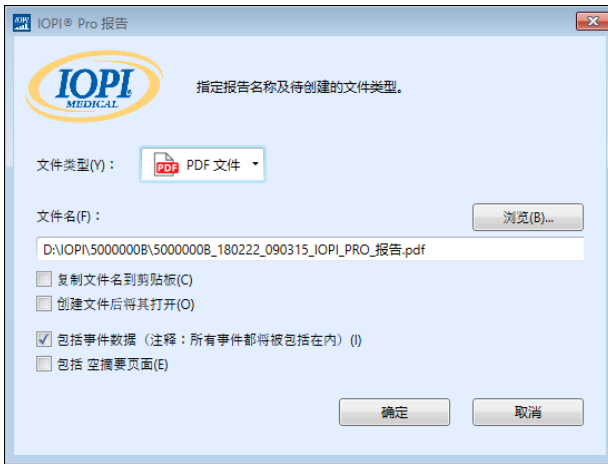 IOPI® Pro 报告
IOPI®
MEDICAL
指定报告名称及待创建的文件类型。
文件类型(Y)：
PDF 文件
文件名(F)：
浏览(B)...
D:\IOPI\5000000B\5000000B_180222_090315_IOPI_PRO_报告.pdf
复制文件名到剪贴板(C)
创建文件后将其打开(O)
包括事件数据（注释：所有事件都将被包括在内）(I)
包括 空摘要页面(E)
确定
取消